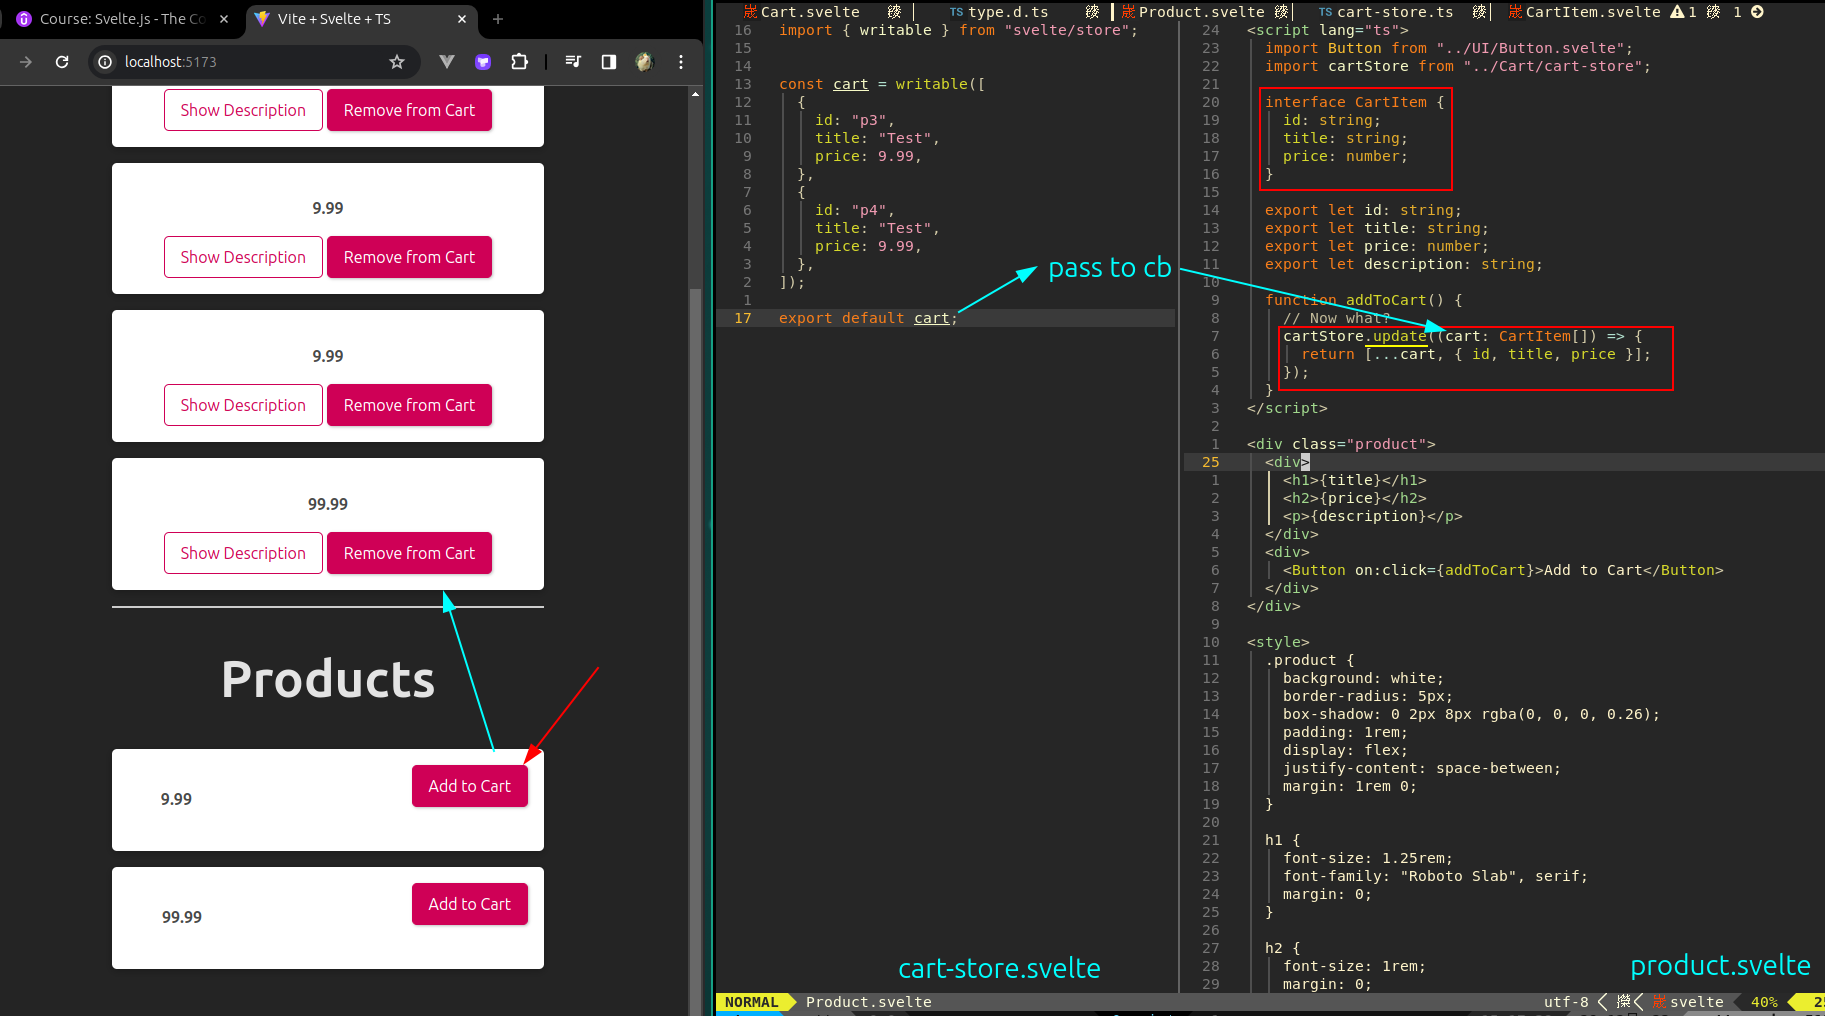 Course: Svelte.js - The Co
Vite + Svelte + TS
localhost:5173
Show Description
Remove from Cart
9.99
Show Description
Remove from Cart
9.99
Show Description
Remove from Cart
99.99
Show Description
Remove from Cart
Products
9.99
Add to Cart
99.99
Add to Cart
Cart.svelte
TS type.d.ts
Product.svelte
TS cart-store.ts
CartItem.svelte 1
1
16 import { writable } from "svelte/store";
15
14
13 const cart = writable([
12 {
11 id: "p3",
10 title: "Test",
9 price: 9.99,
8 },
7 {
6 id: "p4",
5 title: "Test",
4 price: 9.99,
3 },
2 ]);
1
17 export default cart;
pass to cb
cart-store.svelte
24 <script lang="ts">
23 import Button from "../UI/Button.svelte";
22 import cartStore from "../Cart/cart-store";
21
20 interface CartItem {
19 id: string;
18 title: string;
17 price: number;
16 }
15
14 export let id: string;
13 export let title: string;
12 export let price: number;
11 export let description: string;
10
9 function addToCart() {
8 // Now what?
7 cartStore.update((cart: CartItem[]) => {
6 return [...cart, { id, title, price }];
5 });
4 }
3 </script>
2
1 <div class="product">
25 <div>
1 <h1>{title}</h1>
2 <h2>{price}</h2>
3 <p>{description}</p>
4 </div>
5 <div>
6 <Button on:click={addToCart}>Add to Cart</Button>
7 </div>
8 </div>
9
10 <style>
11 .product {
12 background: white;
13 border-radius: 5px;
14 box-shadow: 0 2px 8px rgba(0, 0, 0, 0.26);
15 padding: 1rem;
16 display: flex;
17 justify-content: space-between;
18 margin: 1rem 0;
19 }
20
21 h1 {
22 font-size: 1.25rem;
23 font-family: "Roboto Slab", serif;
24 margin: 0;
25 }
26
27 h2 {
28 font-size: 1rem;
29 margin: 0;
product.svelte
NORMAL Product.svelte
utf-8
svelte
40%